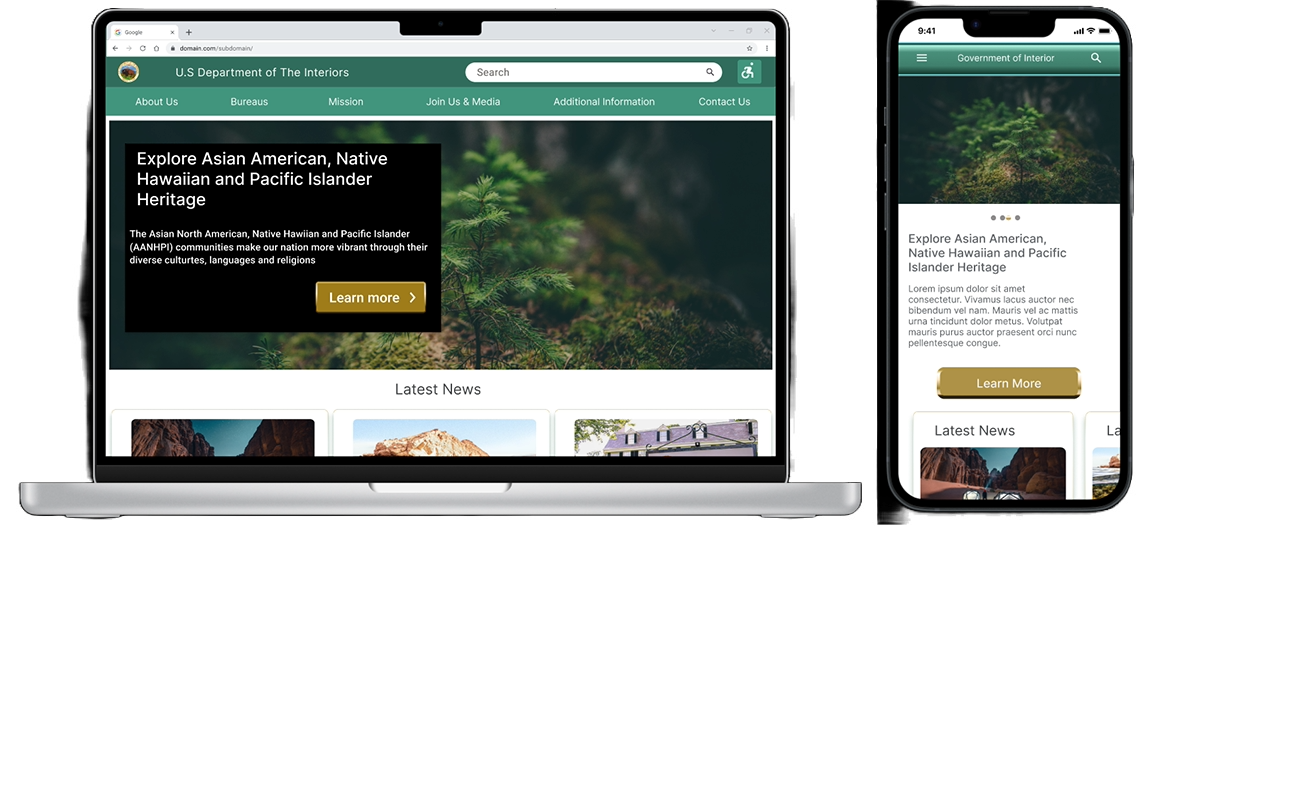 Google
domain.com/subdomain/
U.S Department of The Interiors
Search
About Us
Bureaus
Mission
Join Us & Media
Additional Information
Contact Us
Explore Asian American, Native
Hawaiian and Pacific Islander
Heritage
The Asian North American, Native Hawiian and Pacific Islander
(AANHPI) communities make our nation more vibrant through their
diverse culturtes, languages and religions
Learn more
Latest News
9:41
Government of Interior
Explore Asian American,
Native Hawaiian and Pacific
Islander Heritage
Lorem ipsum dolor sit amet
consectetur. Vivamus lacus auctor nec
bibendum vel nam. Mauris vel ac mattis
urna tincidunt dolor metus. Volutpat
mauris purus auctor praesent orci nunc
pellentesque congue.
Learn More
Latest News
La